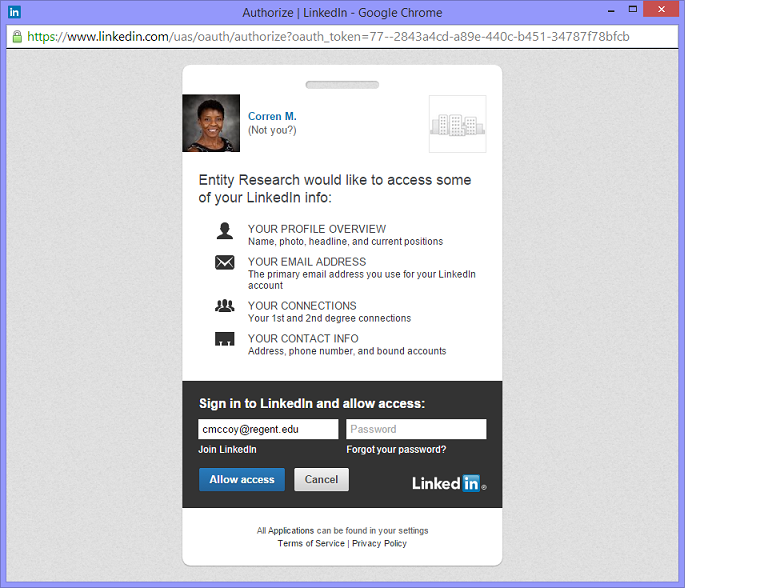 Authorize | LinkedIn - Google Chrome
https://www.linkedin.com/uas/oauth/authorize?oauth_token=77--2843a4cd-a89e-440c-b451-34787f78bfcb
Corren M.
(Not you?)
Entity Research would like to access some
of your LinkedIn info:
YOUR PROFILE OVERVIEW
Name, photo, headline, and current positions
YOUR EMAIL ADDRESS
The primary email address you use for your LinkedIn
account
YOUR CONNECTIONS
Your 1st and 2nd degree connections
YOUR CONTACT INFO
Address, phone number, and bound accounts
Sign in to LinkedIn and allow access:
cmccoy@regent.edu Password
Join LinkedIn Forgot your password?
Allow access Cancel LinkedIn®
All Applications can be found in your settings
Terms of Service | Privacy Policy